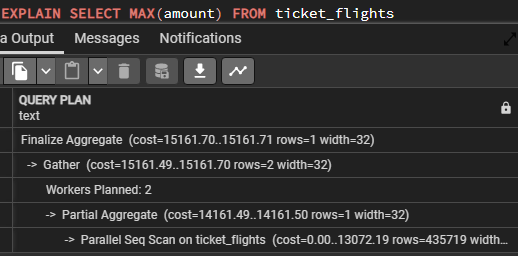 EXPLAIN SELECT MAX(amount) FROM ticket_flights
a Output Messages Notifications
QUERY PLAN
text
Finalize Aggregate (cost=15161.70..15161.71 rows=1 width=32)
-> Gather (cost=15161.49..15161.70 rows=2 width=32)
Workers Planned: 2
-> Partial Aggregate (cost=14161.49..14161.50 rows=1 width=32)
-> Parallel Seq Scan on ticket_flights (cost=0.00..13072.19 rows=435719 width...